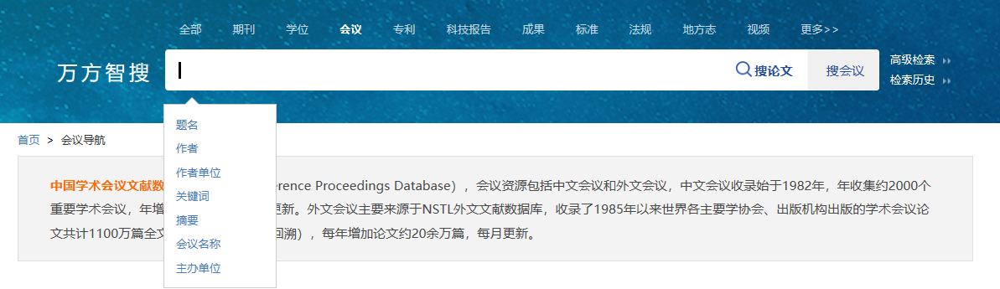 全部 期刊 学位 会议 专利 科技报告 成果 标准 法规 地方志 视频 更多>>
万方智搜 搜论文 搜会议
高级检索
检索历史
首页 > 会议导航
题名
作者
作者单位
关键词
摘要
会议名称
主办单位
中国学术会议文献数 erence Proceedings Database），会议资源包括中文会议和外文会议，中文会议收录始于1982年，年收集约2000个
重要学术会议，年增 更新。外文会议主要来源于NSTL外文文献数据库，收录了1985年以来世界各主要学协会、出版机构出版的学术会议论
文共计1100万篇全文 回溯），每年增加论文约20余万篇，每月更新。